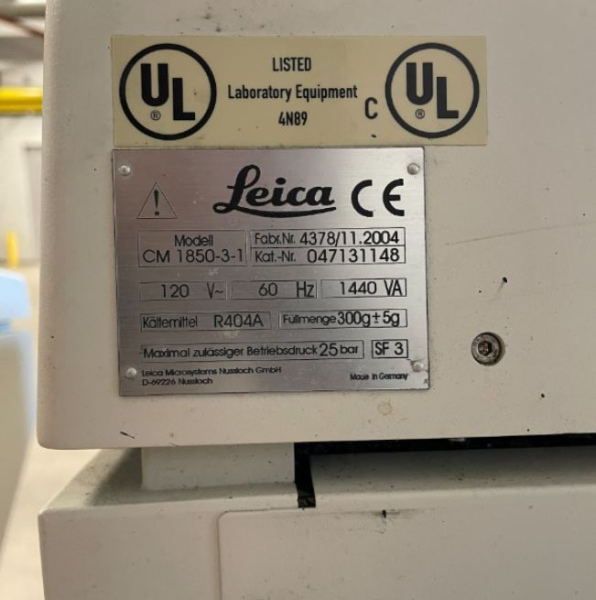 UL
®
LISTED
Laboratory Equipment
4N89
C
UL
®
Leica CE
Modell
CM 1850-3-1
Fabr.Nr. 4378/11.2004
Kat.-Nr. 047131148
120 V~ 60 Hz 1440 VA
Kältemittel R404A Füllmenge 300g±5g
Maximal zulässiger Betriebsdruck 25 bar SF 3
Leica Microsystems Nussloch GmbH
D-69226 Nussloch
Made in Germany